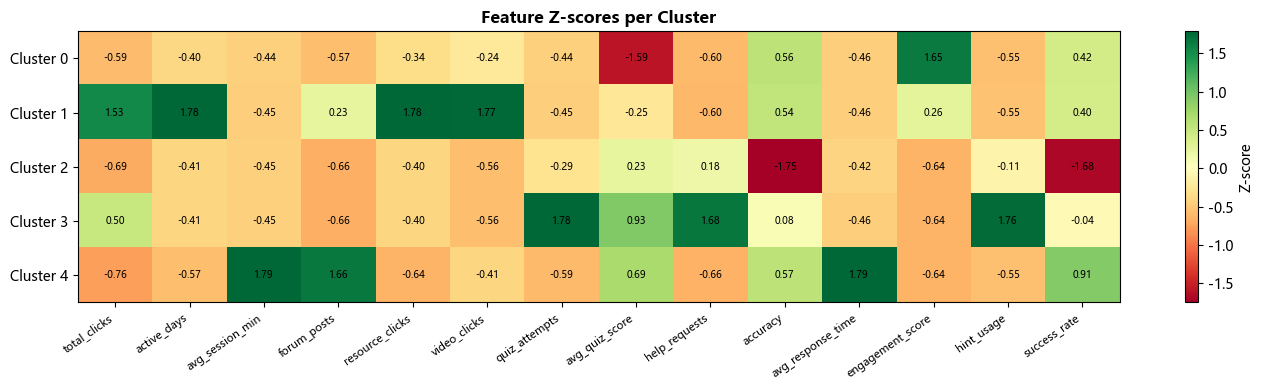 Feature Z-scores per Cluster
Cluster 0 -0.59 -0.40 -0.44 -0.57 -0.34 -0.24 -0.44 -1.59 -0.60 0.56 -0.46 1.65 -0.55 0.42
Cluster 1 1.53 1.78 -0.45 0.23 1.78 1.77 -0.45 -0.25 -0.60 0.54 -0.46 0.26 -0.55 0.40
Cluster 2 -0.69 -0.41 -0.45 -0.66 -0.40 -0.56 -0.29 0.23 0.18 -1.75 -0.42 -0.64 -0.11 -1.68
Cluster 3 0.50 -0.41 -0.45 -0.66 -0.40 -0.56 1.78 0.93 1.68 0.08 -0.46 -0.64 1.76 -0.04
Cluster 4 -0.76 -0.57 1.79 1.66 -0.64 -0.41 -0.59 0.69 -0.66 0.57 1.79 -0.64 -0.55 0.91
total_clicks active_days avg_session_min forum_posts resource_clicks video_clicks quiz_attempts avg_quiz_score help_requests accuracy avg_response_time engagement_score hint_usage success_rate
1.5
1.0
0.5
0.0
-0.5
-1.0
-1.5
Z-score